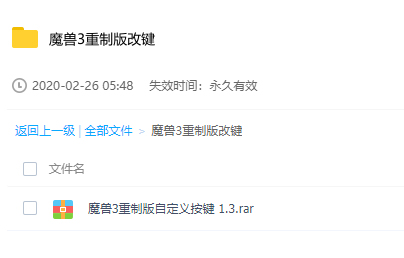 魔兽3重制版改键
2020-02-26 05:48 失效时间：永久有效
返回上一级 | 全部文件 > 魔兽3重制版改键
文件名
魔兽3重制版自定义按键 1.3.rar